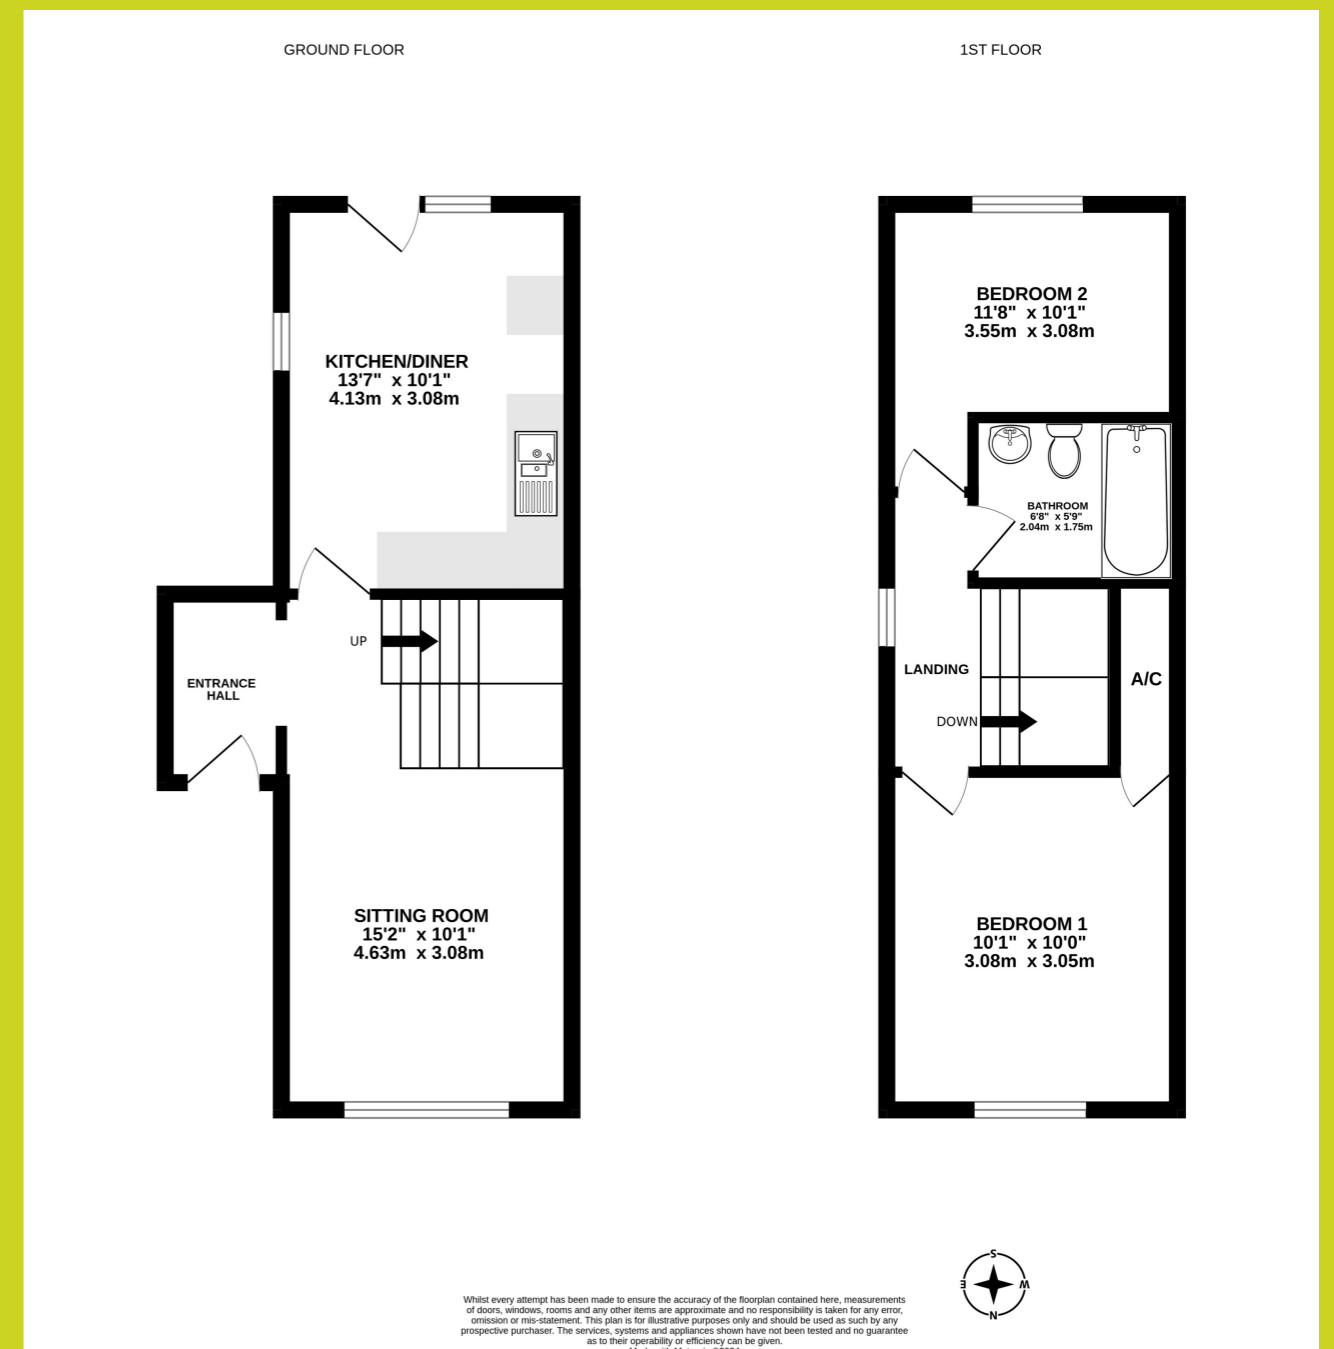 GROUND FLOOR
1ST FLOOR
KITCHEN/DINER
13'7" x 10'1"
4.13m x 3.08m
UP
ENTRANCE
HALL
SITTING ROOM
15'2" x 10'1"
4.63m x 3.08m
BEDROOM 2
11'8" x 10'1"
3.55m x 3.08m
BATHROOM
6'8" x 5'9"
2.04m x 1.75m
LANDING
A/C
DOWN
BEDROOM 1
10'1" x 10'0"
3.08m x 3.05m
S
E
W
N
Whilst every attempt has been made to ensure the accuracy of the floorplan contained here, measurements
of doors, windows, rooms and any other items are approximate and no responsibility is taken for any error,
omission or mis-statement. This plan is for illustrative purposes only and should be used as such by any
prospective purchaser. The services, systems and appliances shown have not been tested and no guarantee
as to their operability or efficiency can be given.